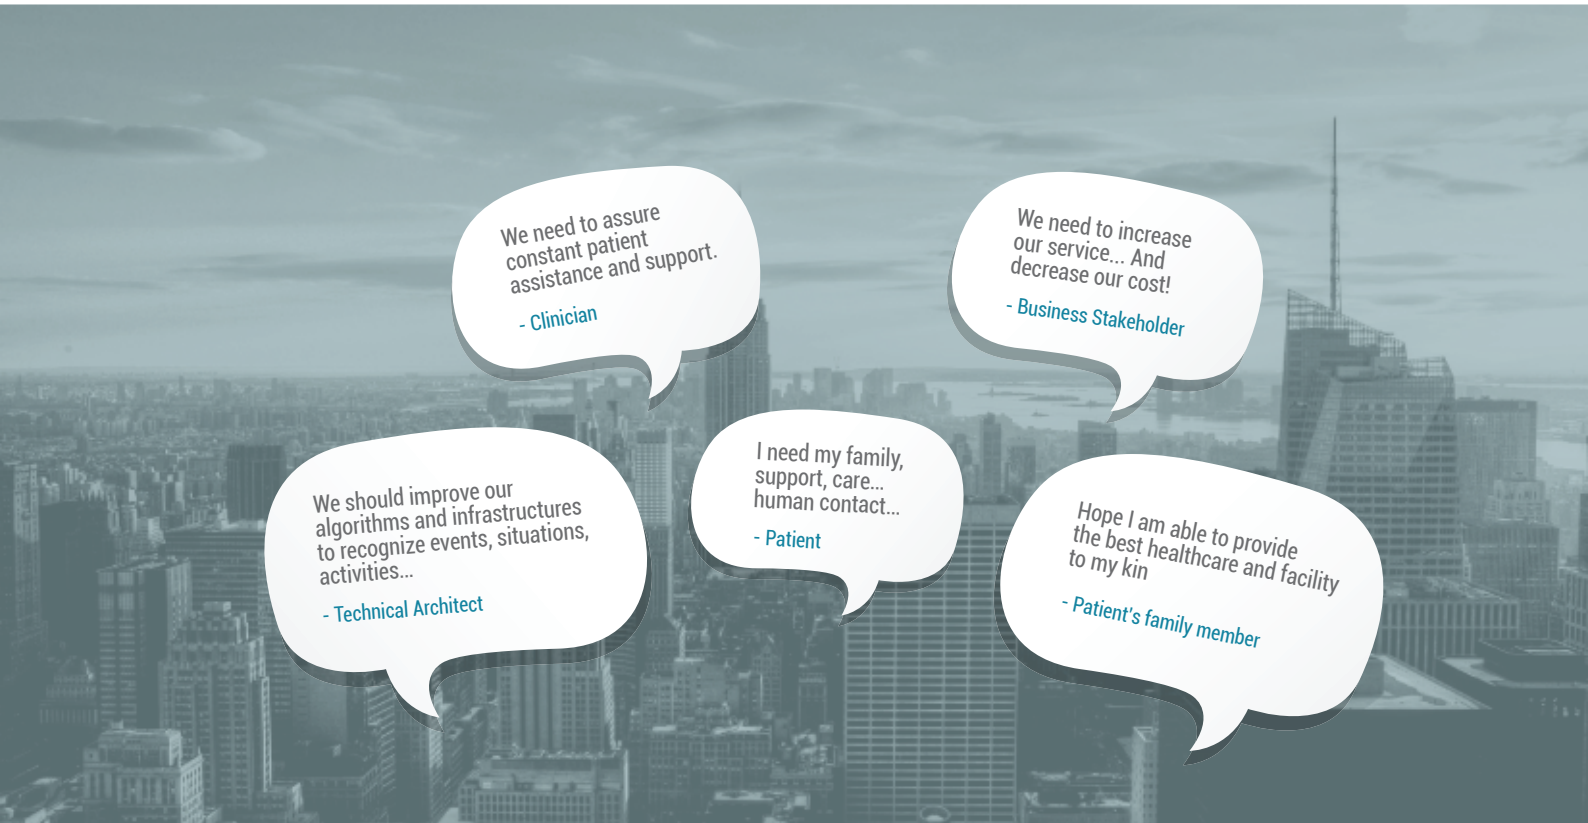 We need to assure
constant patient
assistance and support.
- Clinician
We need to increase
our service... And
decrease our cost!
- Business Stakeholder
We should improve our
algorithms and infrastructures
to recognize events, situations,
activities...
- Technical Architect
I need my family,
support, care...
human contact...
- Patient
Hope I am able to provide
the best healthcare and facility
to my kin
- Patient's family member